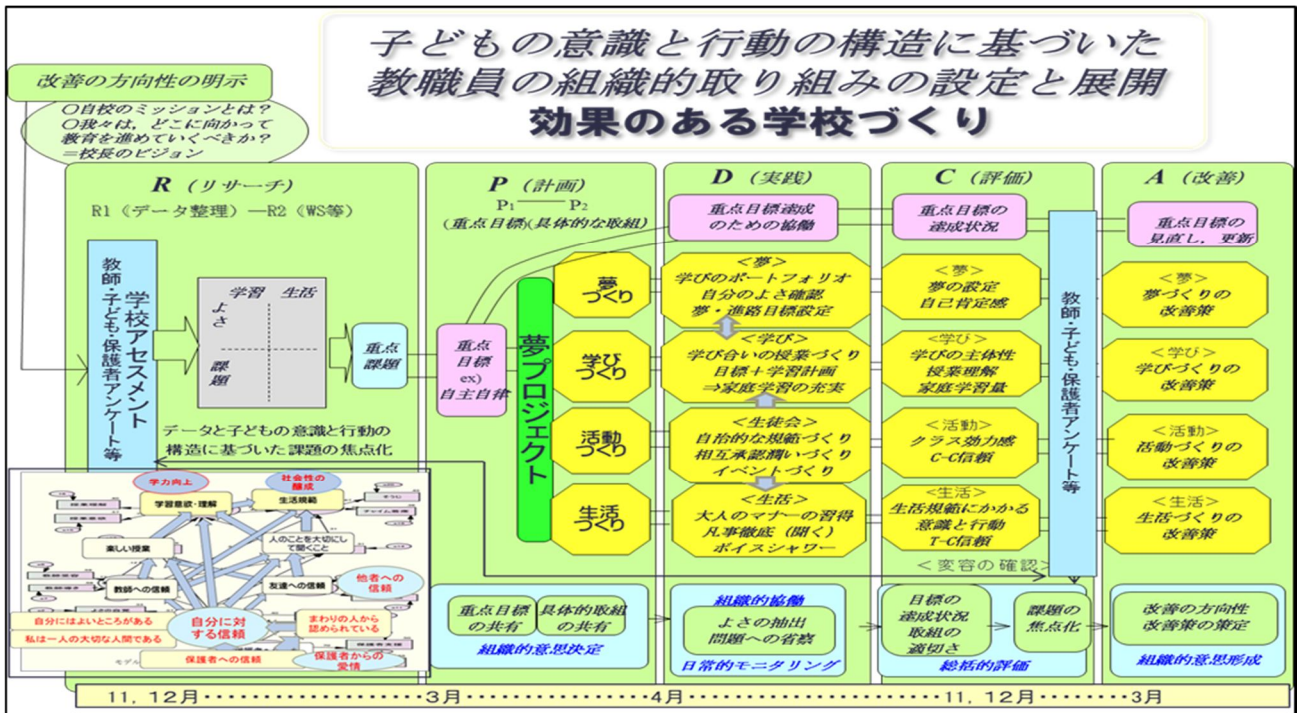 子どもの意識と行動の構造に基づいた
教職員の組織的取り組みの設定と展開
効果のある学校づくり
改善の方向性の明示
〇自校のミッションとは？
〇我々は，どこに向かって
教育を進めていくべきか？
＝校長のビジョン
R（リサーチ）
R1《データ整理》―R2《WS等》
教師・子ども・保護者アンケート等
学校アセスメント
学習 生活
よさ
課題
重点
課題
データと子どもの意識と行動の
構造に基づいた課題の焦点化
学力向上
社会性の
醸成
学習意欲・理解
生活規範
楽しい授業
人のことを大切にし
て聞くこと
教師への信頼
友達への信頼
他者への
信頼
自分にはよいところがある
私は一人の大切な人間である
自分に対
する信頼
まわりの人から
認められている
保護者への信頼
保護者からの
愛情
P（計画）
P₁――P₂
(重点目標)(具体的な取組)
重点
目標
ex)
自主自律
夢プロジェクト
夢
づくり
学び
づくり
活動
づくり
生活
づくり
重点目標
の共有
具体的取組
の共有
組織的意思決定
D（実践）
重点目標達成
のための協働
＜夢＞
学びのポートフォリオ
自分のよさ確認
夢・進路目標設定
＜学び＞
学び合いの授業づくり
目標＋学習計画
⇒家庭学習の充実
＜生徒会＞
自治的な規範づくり
相互承認潤いづくり
イベントづくり
＜生活＞
大人のマナーの習得
凡事徹底（聞く）
ボイスシャワー
組織的協働
よさの抽出
問題への省察
日常的モニタリング
C（評価）
重点目標の
達成状況
＜夢＞
夢の設定
自己肯定感
＜学び＞
学びの主体性
授業理解
家庭学習量
＜活動＞
クラス効力感
C-C信頼
＜生活＞
生活規範にかかる
意識と行動
T-C信頼
教師・子ども・保護者アンケート等
＜変容の確認＞
目標の
達成状況
取組の
適切さ
課題の
焦点化
総括的評価
A（改善）
重点目標の
見直し，更新
＜夢＞
夢づくりの
改善策
＜学び＞
学びづくりの
改善策
＜活動＞
活動づくりの
改善策
＜生活＞
生活づくりの
改善策
改善の方向性
改善策の策定
組織的意思形成
11，12月・・・・・・・・・・・・・・・・・・3月・・・・・・・・・・・・・・・・・・4月・・・・・・・・・・・・・・・・・・・・・・・・11，12月・・・・・・・・3月